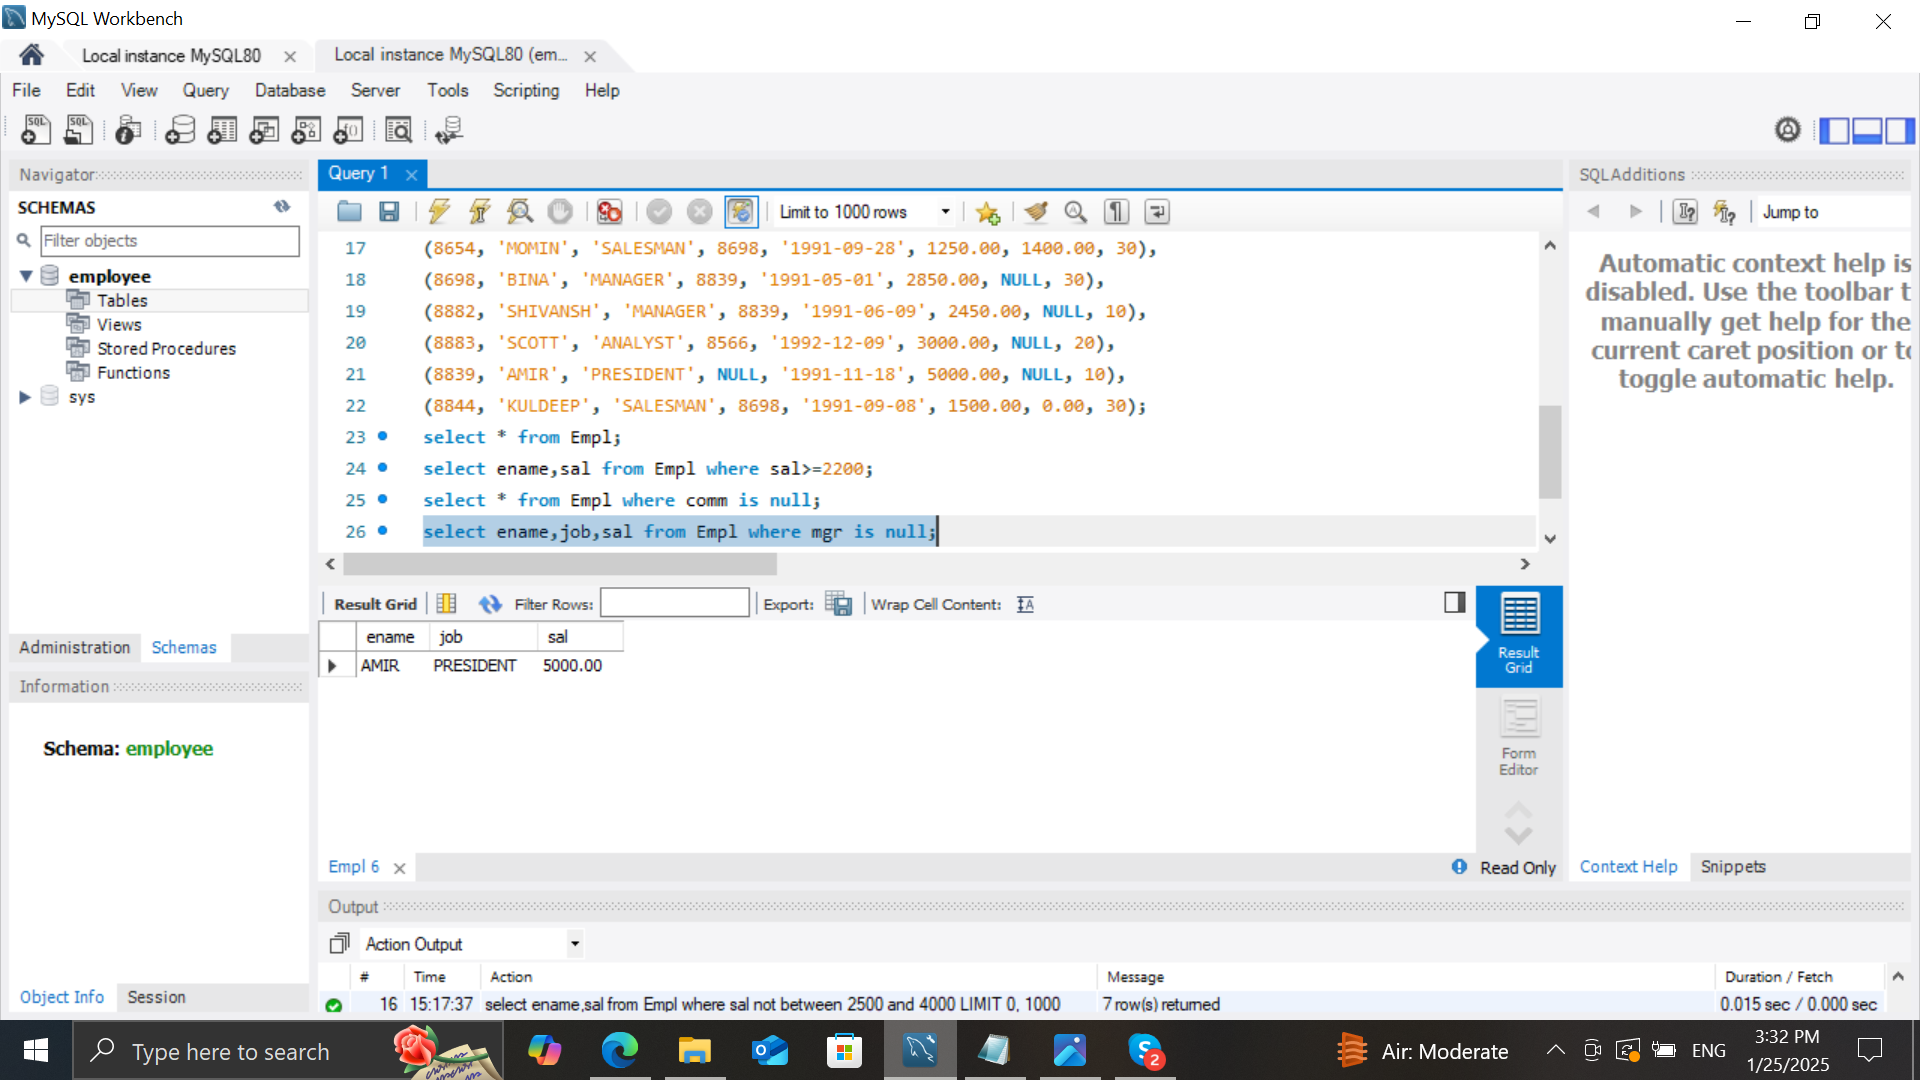 MySQL Workbench
Local instance MySQL80
Local instance MySQL80 (em...
File Edit View Query Database Server Tools Scripting Help
Navigator
SCHEMAS
Filter objects
employee
Tables
Views
Stored Procedures
Functions
sys
Administration Schemas
Information
Schema: employee
Object Info Session
Query 1
Limit to 1000 rows
17 (8654, 'MOMIN', 'SALESMAN', 8698, '1991-09-28', 1250.00, 1400.00, 30),
18 (8698, 'BINA', 'MANAGER', 8839, '1991-05-01', 2850.00, NULL, 30),
19 (8882, 'SHIVANSH', 'MANAGER', 8839, '1991-06-09', 2450.00, NULL, 10),
20 (8883, 'SCOTT', 'ANALYST', 8566, '1992-12-09', 3000.00, NULL, 20),
21 (8839, 'AMIR', 'PRESIDENT', NULL, '1991-11-18', 5000.00, NULL, 10),
22 (8844, 'KULDEEP', 'SALESMAN', 8698, '1991-09-08', 1500.00, 0.00, 30);
23 select * from Empl;
24 select ename,sal from Empl where sal>=2200;
25 select * from Empl where comm is null;
26 select ename,job,sal from Empl where mgr is null;
Result Grid Filter Rows: Export: Wrap Cell Content:
ename job sal
AMIR PRESIDENT 5000.00
Result
Grid
Form
Editor
Empl 6
Read Only
SQLAdditions
Jump to
Automatic context help is
disabled. Use the toolbar t
manually get help for the
current caret position or to
toggle automatic help.
Context Help Snippets
Output
Action Output
# Time Action Message Duration / Fetch
16 15:17:37 select ename,sal from Empl where sal not between 2500 and 4000 LIMIT 0, 1000 7 row(s) returned 0.015 sec / 0.000 sec
Type here to search
2
Air: Moderate
ENG
3:32 PM
1/25/2025